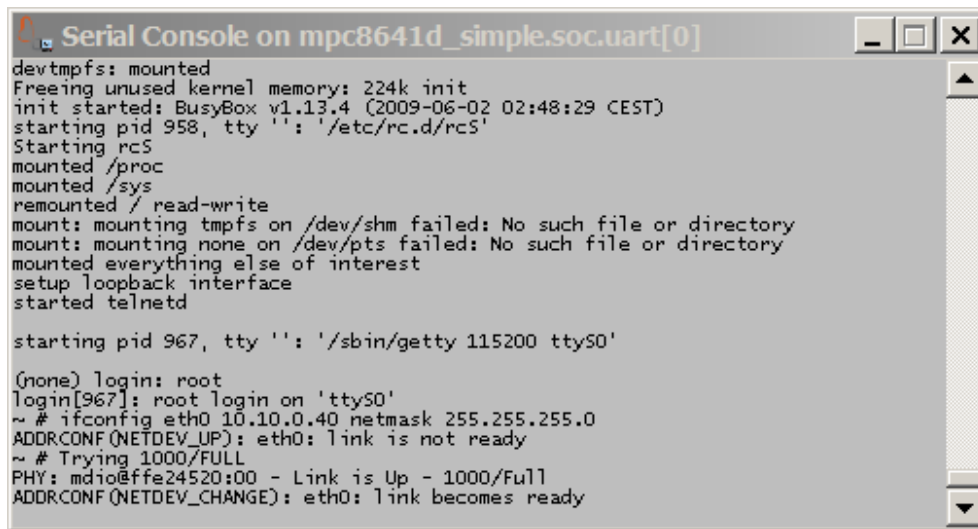 Serial Console on mpc8641d_simple.soc.uart[0]
devtmpfs: mounted
Freeing unused kernel memory: 224k init
init started: BusyBox v1.13.4 (2009-06-02 02:48:29 CEST)
starting pid 958, tty '': '/etc/rc.d/rcS'
Starting rcS
mounted /proc
mounted /sys
remounted / read-write
mount: mounting tmpfs on /dev/shm failed: No such file or directory
mount: mounting none on /dev/pts failed: No such file or directory
mounted everything else of interest
setup loopback interface
started telnetd
starting pid 967, tty '': '/sbin/getty 115200 ttyS0'
(none) login: root
login[967]: root login on 'ttyS0'
~ # ifconfig eth0 10.10.0.40 netmask 255.255.255.0
ADDRCONF(NETDEV_UP): eth0: link is not ready
~ # Trying 1000/FULL
PHY: mdio@ffe24520:00 - Link is Up - 1000/Full
ADDRCONF(NETDEV_CHANGE): eth0: link becomes ready